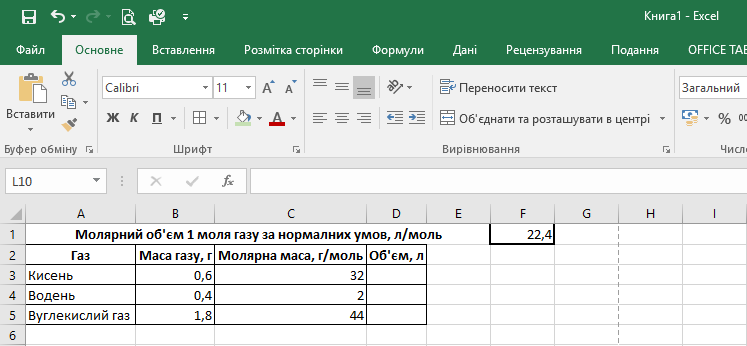 Книга1 - Excel
Файл Основне Вставлення Розмітка сторінки Формули Дані Рецензування Подання OFFICE TAB
Calibri 11 A A Переносити текст Загальний
Вставити Ж К П А Об'єднати та розташувати в центрі % 00
Буфер обміну Шрифт Вирівнювання Числ
L10 fx
A B C D E F G H I
1 Молярний об'єм 1 моля газу за нормалних умов, л/моль 22,4
2 Газ Маса газу, г Молярна маса, г/моль Об'єм, л
3 Кисень 0,6 32
4 Водень 0,4 2
5 Вуглекислий газ 1,8 44
6